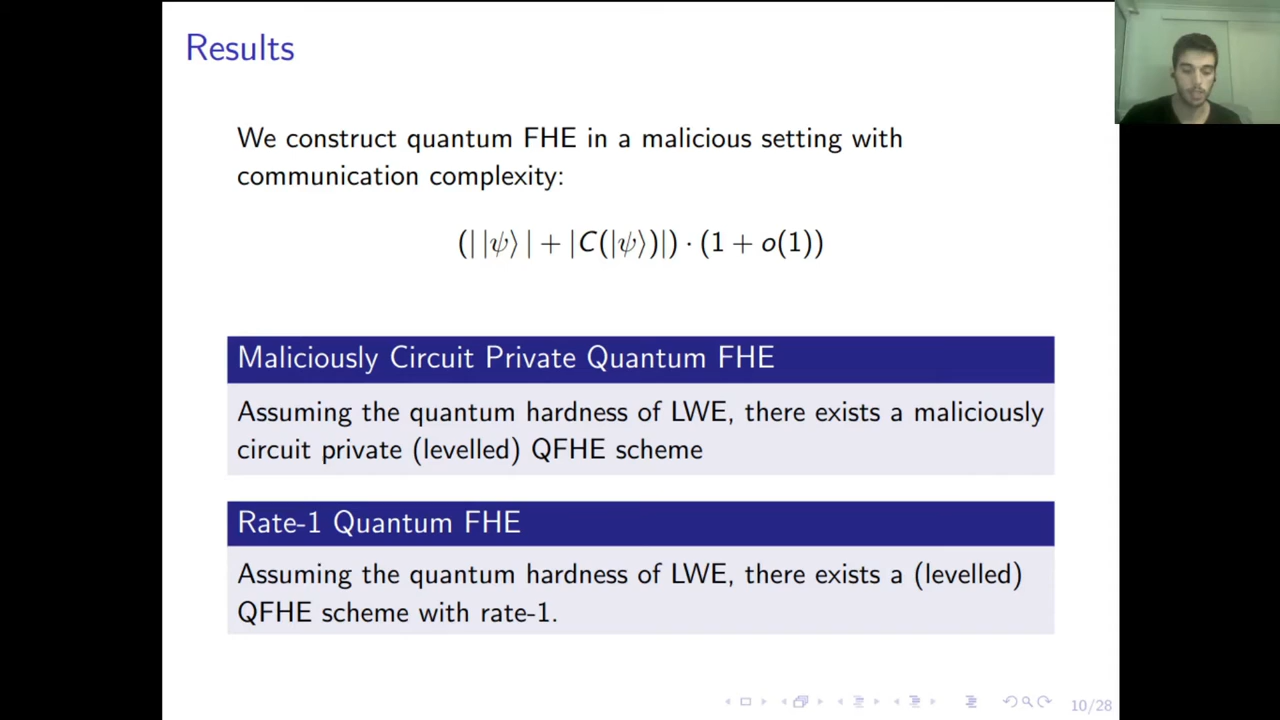 Results
We construct quantum FHE in a malicious setting with
communication complexity:
(| |ψ⟩ | + |C(|ψ⟩)|) · (1 + o(1))
Maliciously Circuit Private Quantum FHE
Assuming the quantum hardness of LWE, there exists a maliciously
circuit private (levelled) QFHE scheme
Rate-1 Quantum FHE
Assuming the quantum hardness of LWE, there exists a (levelled)
QFHE scheme with rate-1.
10/28